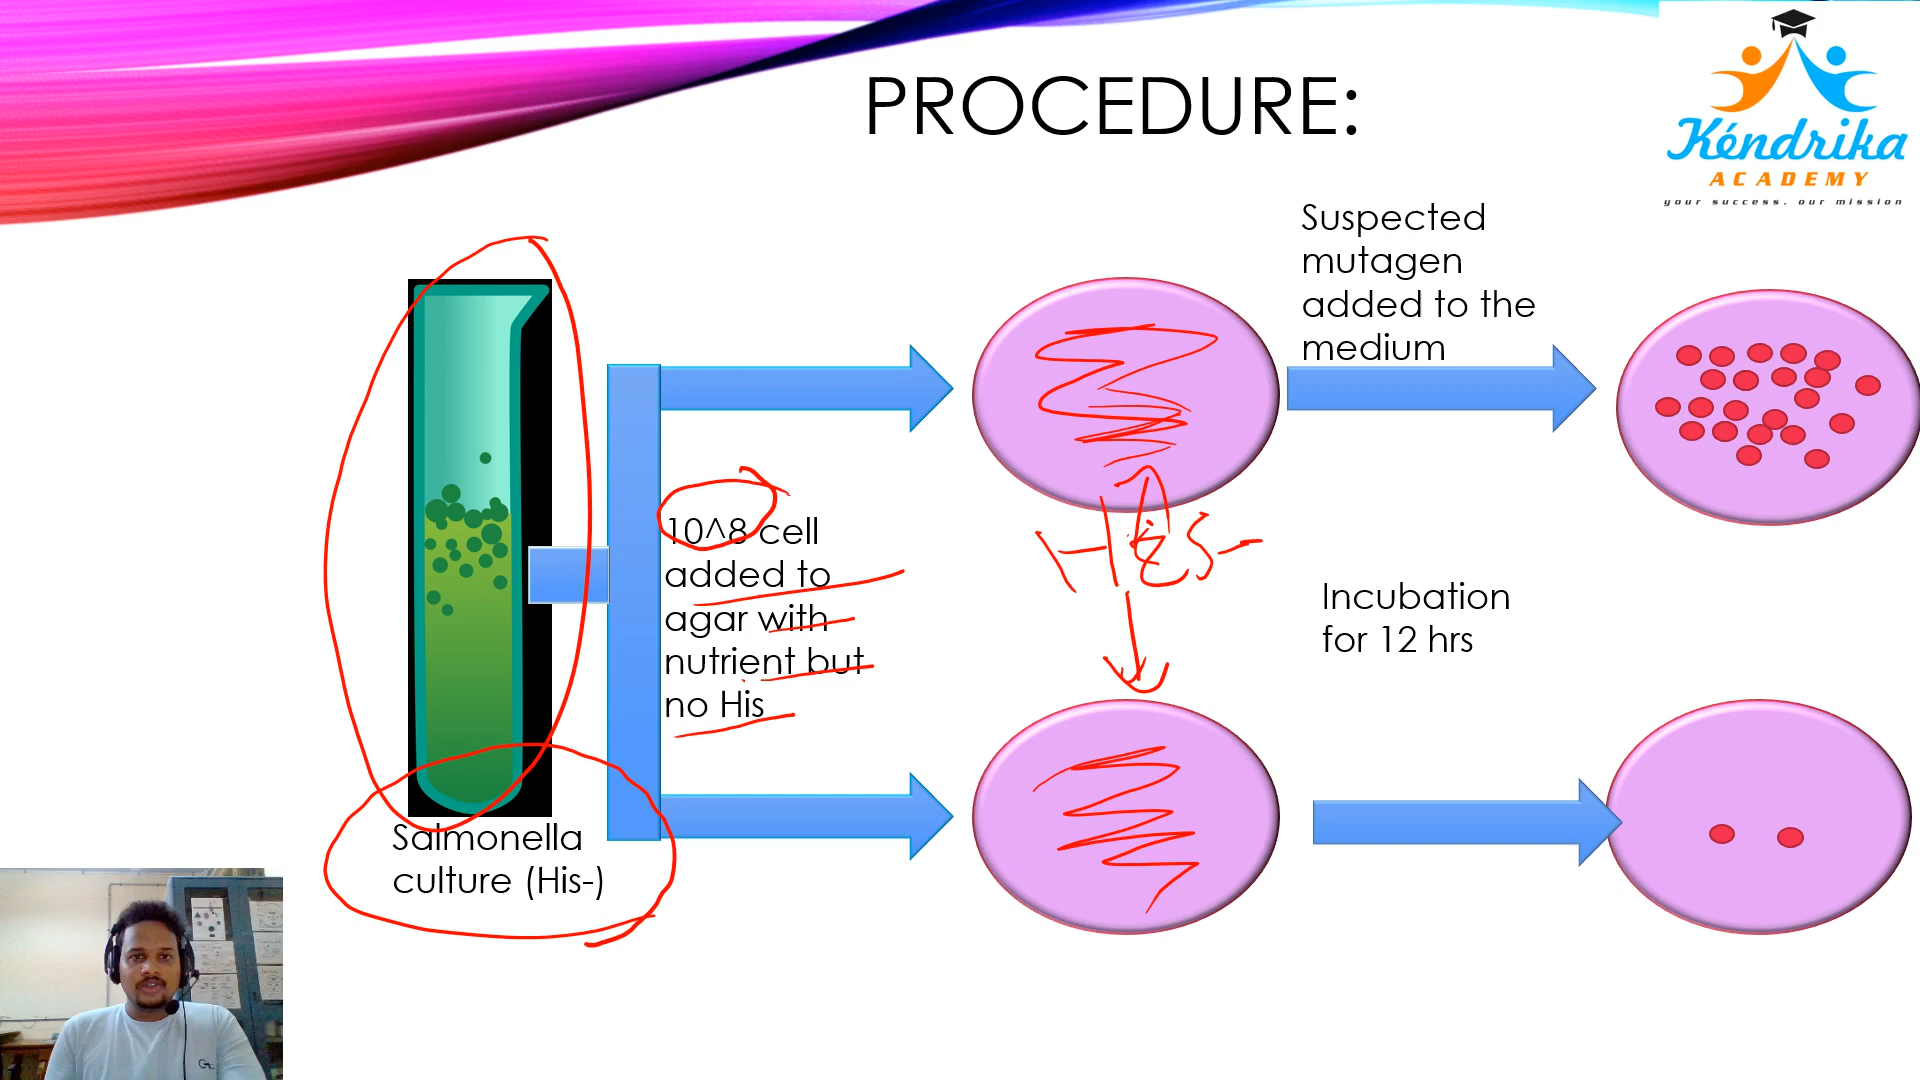 PROCEDURE:
Kéndrika
ACADEMY
your success. our mission
Suspected
mutagen
added to the
medium
10^8 cell
added to
agar with
nutrient but
no His
His-
Incubation
for 12 hrs
Salmonella
culture (His-)